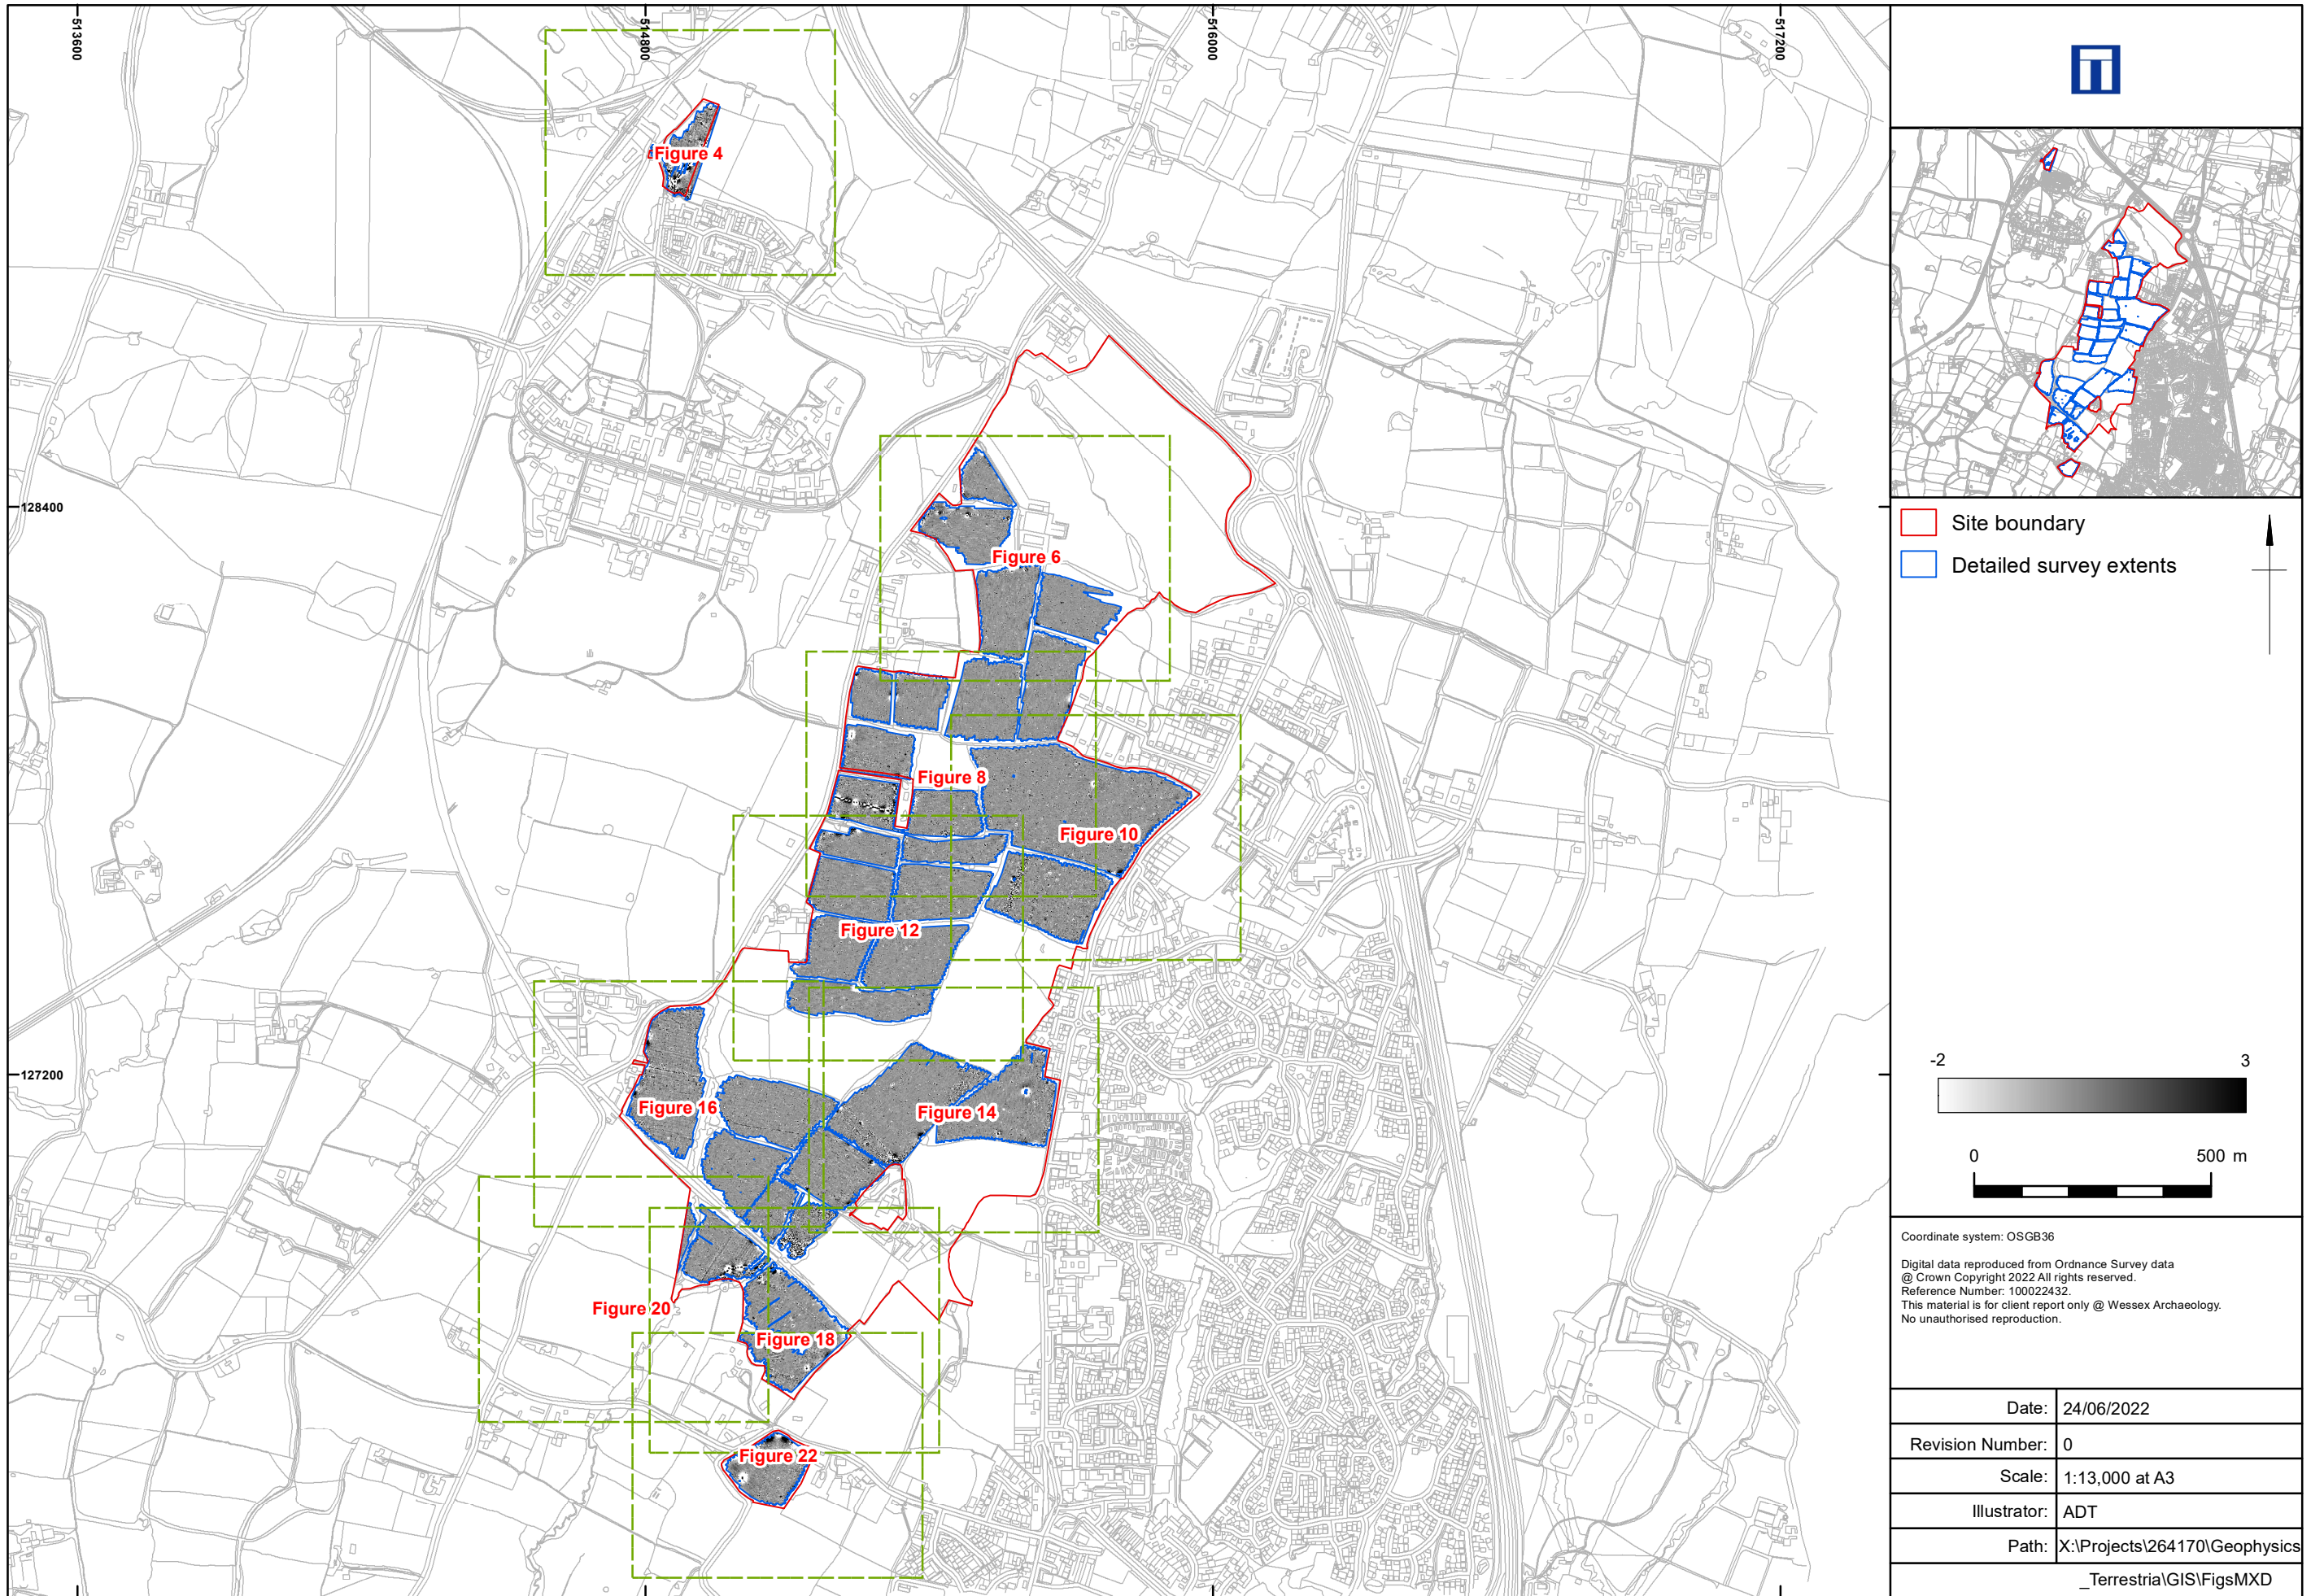 513600
514800
516000
517200
Figure 4
128400
Figure 6
Figure 8
Figure 10
Figure 12
127200
Figure 16
Figure 14
Figure 20
Figure 18
Figure 22
Site boundary
Detailed survey extents
-2 3
0 500 m
Coordinate system: OSGB36
Digital data reproduced from Ordnance Survey data
@ Crown Copyright 2022 All rights reserved.
Reference Number: 100022432.
This material is for client report only @ Wessex Archaeology.
No unauthorised reproduction.
Date: 24/06/2022
Revision Number: 0
Scale: 1:13,000 at A3
Illustrator: ADT
Path: X:\Projects\264170\Geophysics
_Terrestria\GIS\FigsMXD